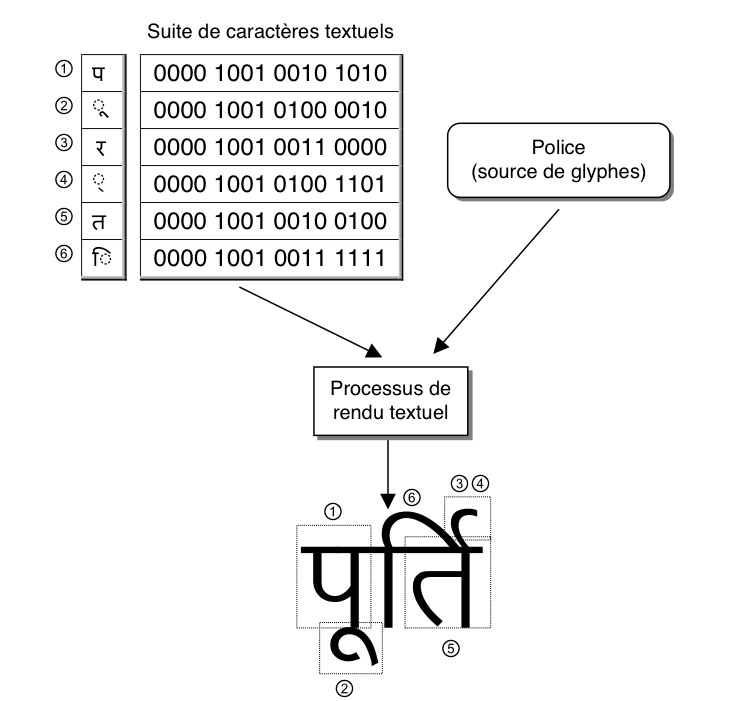 Suite de caractères textuels
① प 0000 1001 0010 1010
② ू 0000 1001 0100 0010
③ र 0000 1001 0011 0000
④ ् 0000 1001 0100 1101
⑤ त 0000 1001 0010 0100
⑥ ि 0000 1001 0011 1111
Police
(source de glyphes)
Processus de
rendu textuel
③ ④
⑥
①
पूर्ति
⑤
②